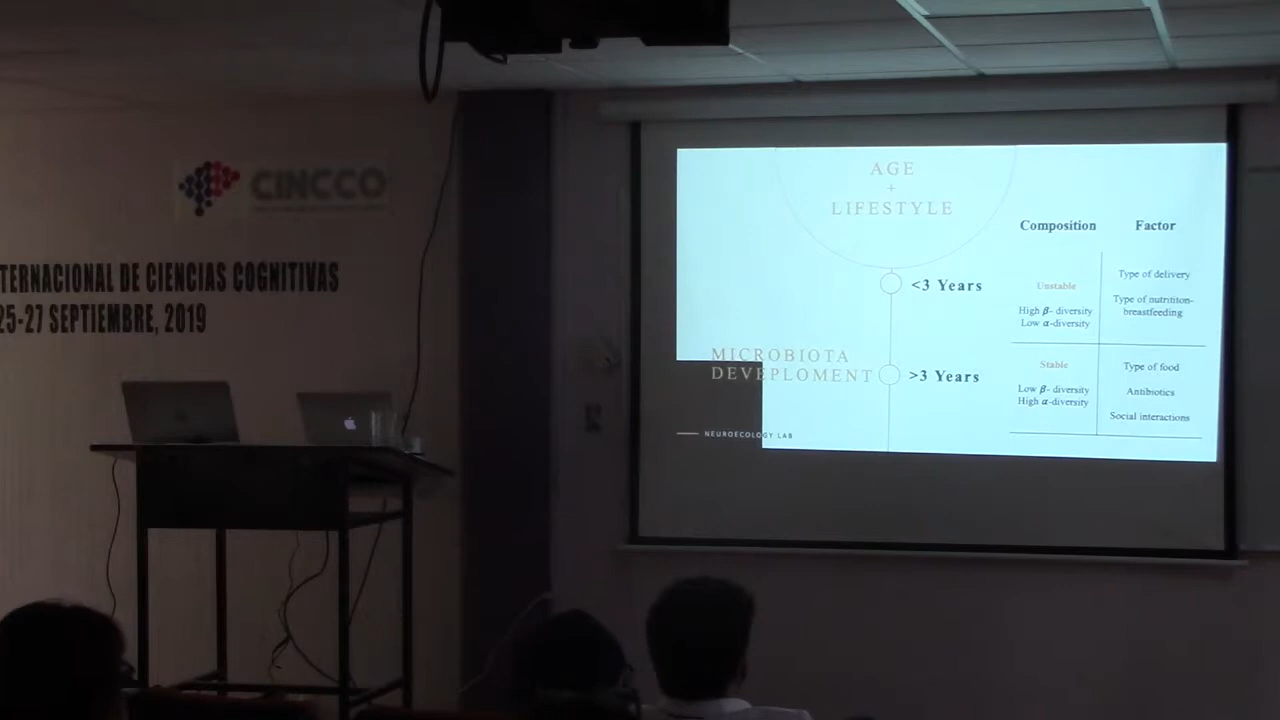 CINCCO
TERNACIONAL DE CIENCIAS COGNITIVAS
25-27 SEPTIEMBRE, 2019
AGE
+
LIFESTYLE
Composition Factor
<3 Years
Unstable
High β- diversity
Low α-diversity
Type of delivery
Type of nutrititon-
breastfeeding
MICROBIOTA
DEVEPLOMENT
>3 Years
Stable
Low β- diversity
High α-diversity
Type of food
Antibiotics
Social interactions
NEUROECOLOGY LAB